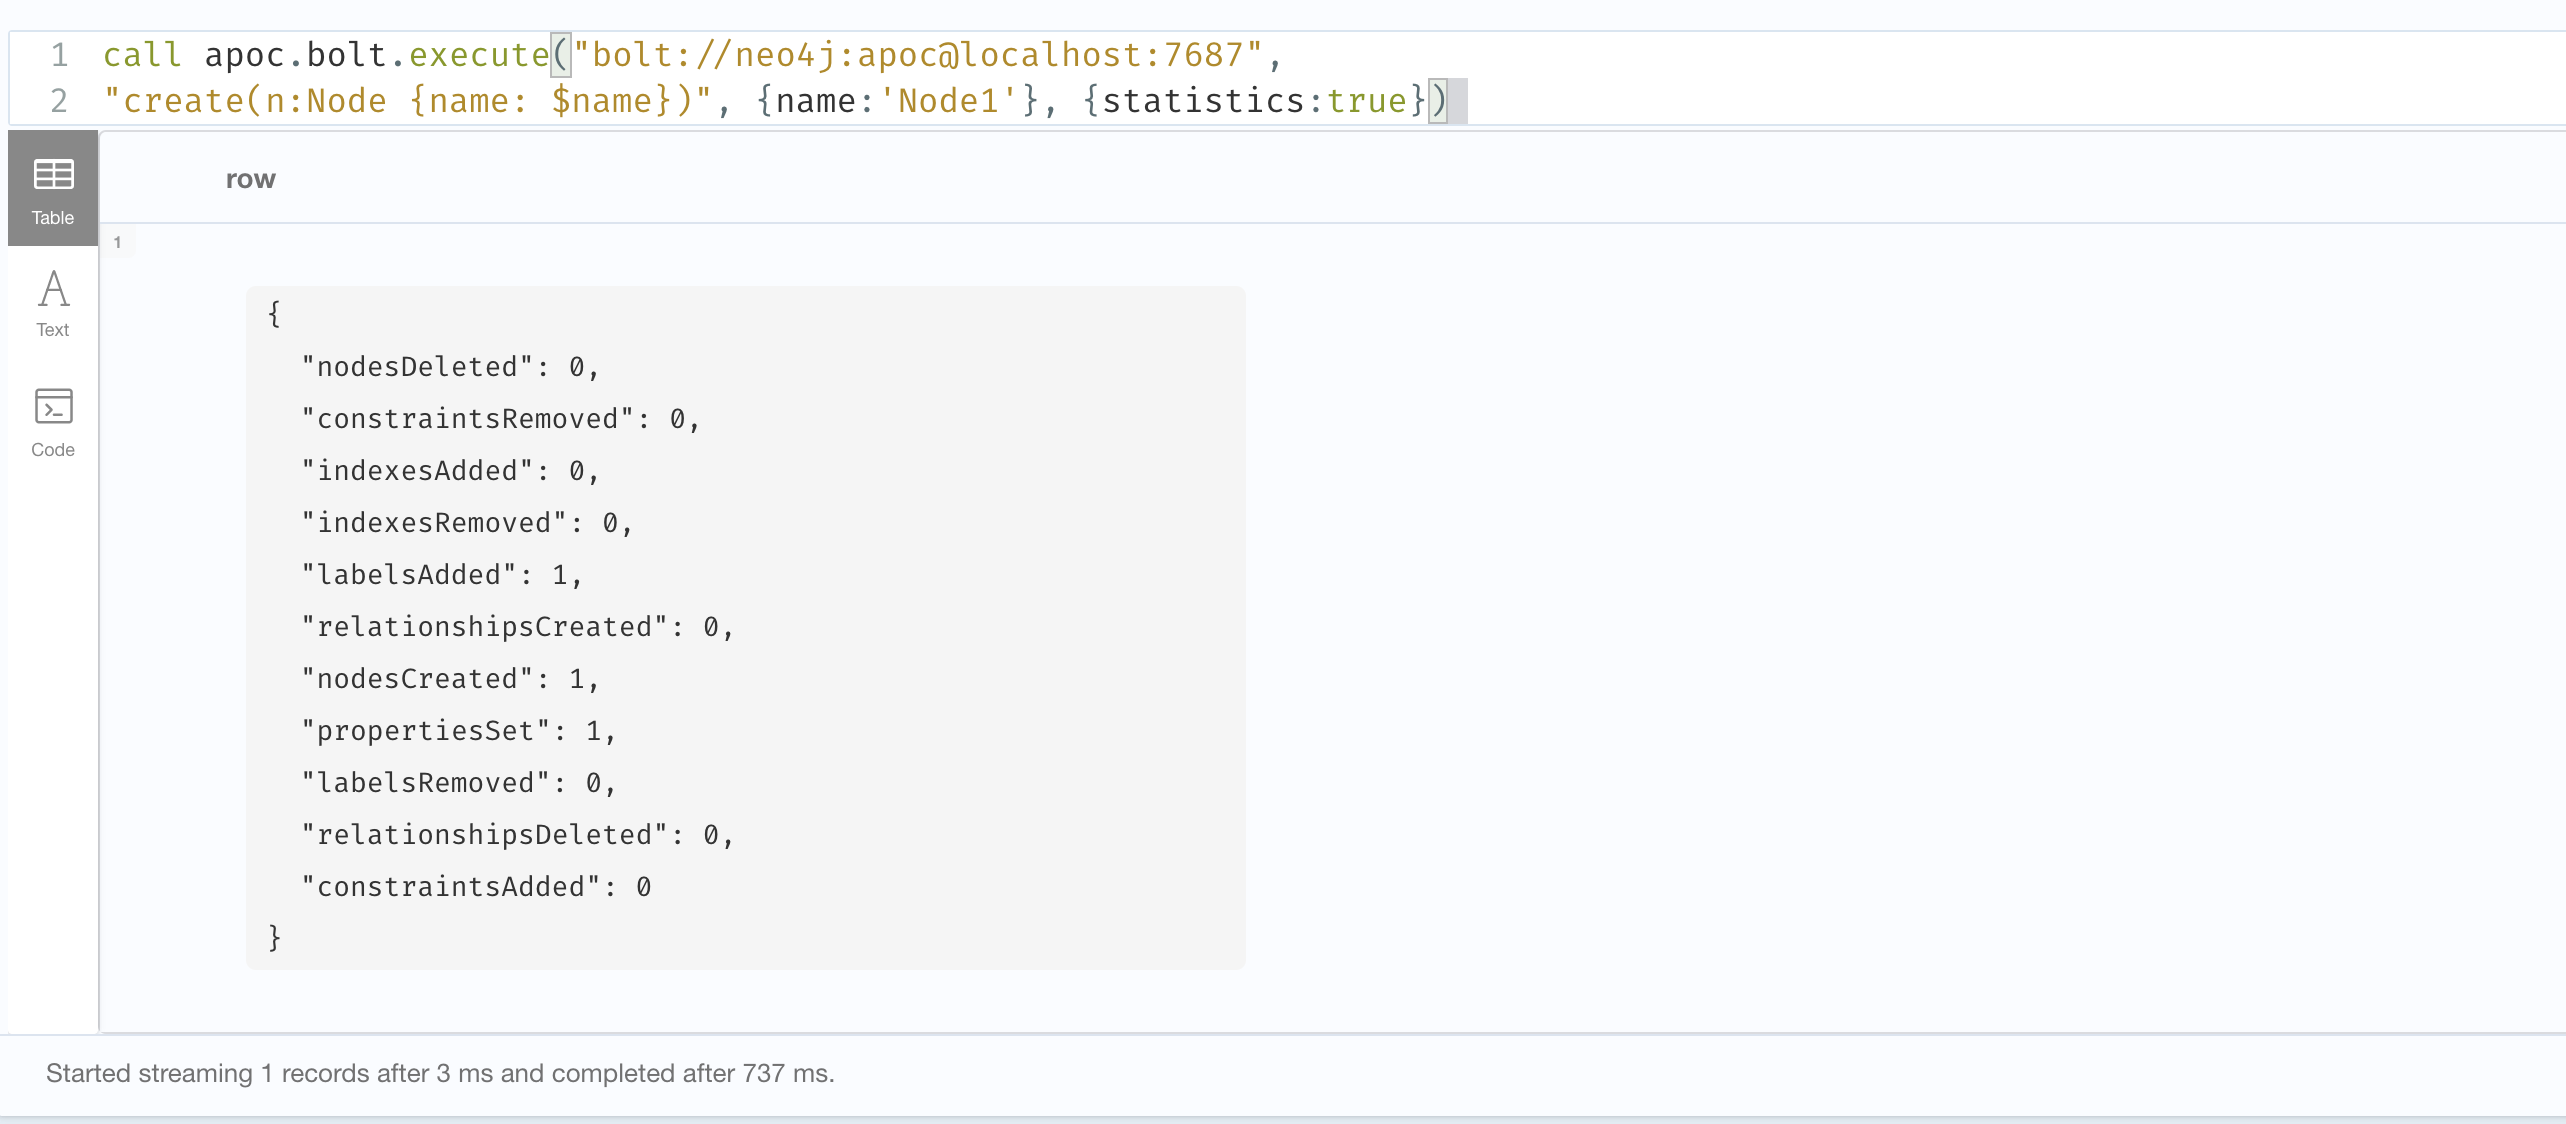 1 call apoc.bolt.execute("bolt://neo4j:apoc@localhost:7687",
2 "create(n:Node {name: $name})", {name:'Node1'}, {statistics:true})
Table
Text
Code
row
1
{
"nodesDeleted": 0,
"constraintsRemoved": 0,
"indexesAdded": 0,
"indexesRemoved": 0,
"labelsAdded": 1,
"relationshipsCreated": 0,
"nodesCreated": 1,
"propertiesSet": 1,
"labelsRemoved": 0,
"relationshipsDeleted": 0,
"constraintsAdded": 0
}
Started streaming 1 records after 3 ms and completed after 737 ms.